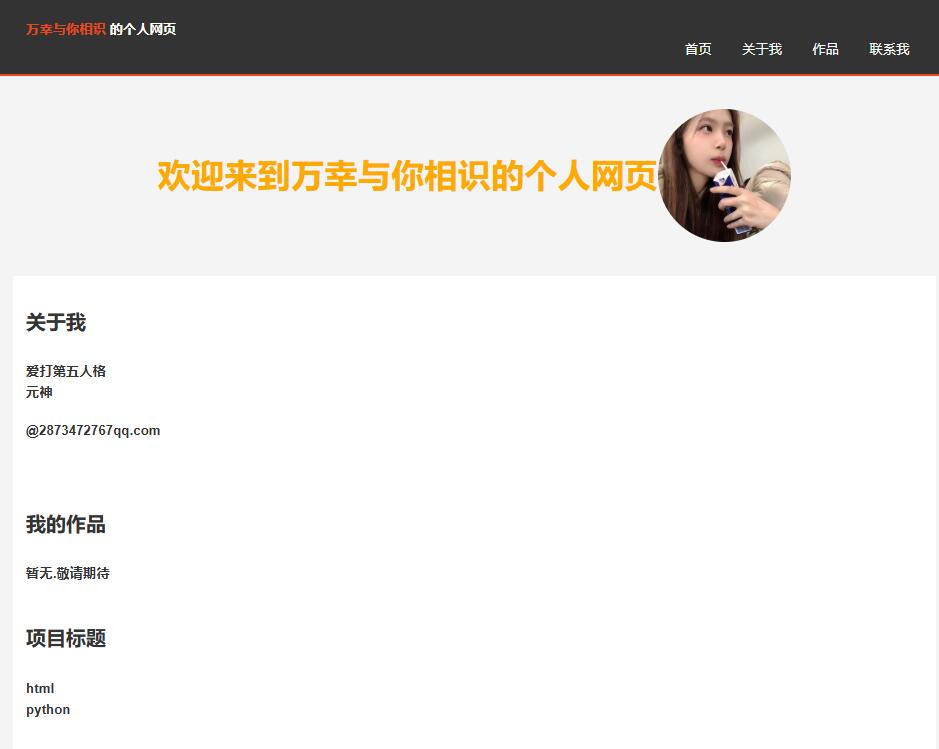 万幸与你相识 的个人网页
首页 关于我 作品 联系我
欢迎来到万幸与你相识的个人网页
关于我
爱打第五人格
元神
@2873472767qq.com
我的作品
暂无.敬请期待
项目标题
html
python